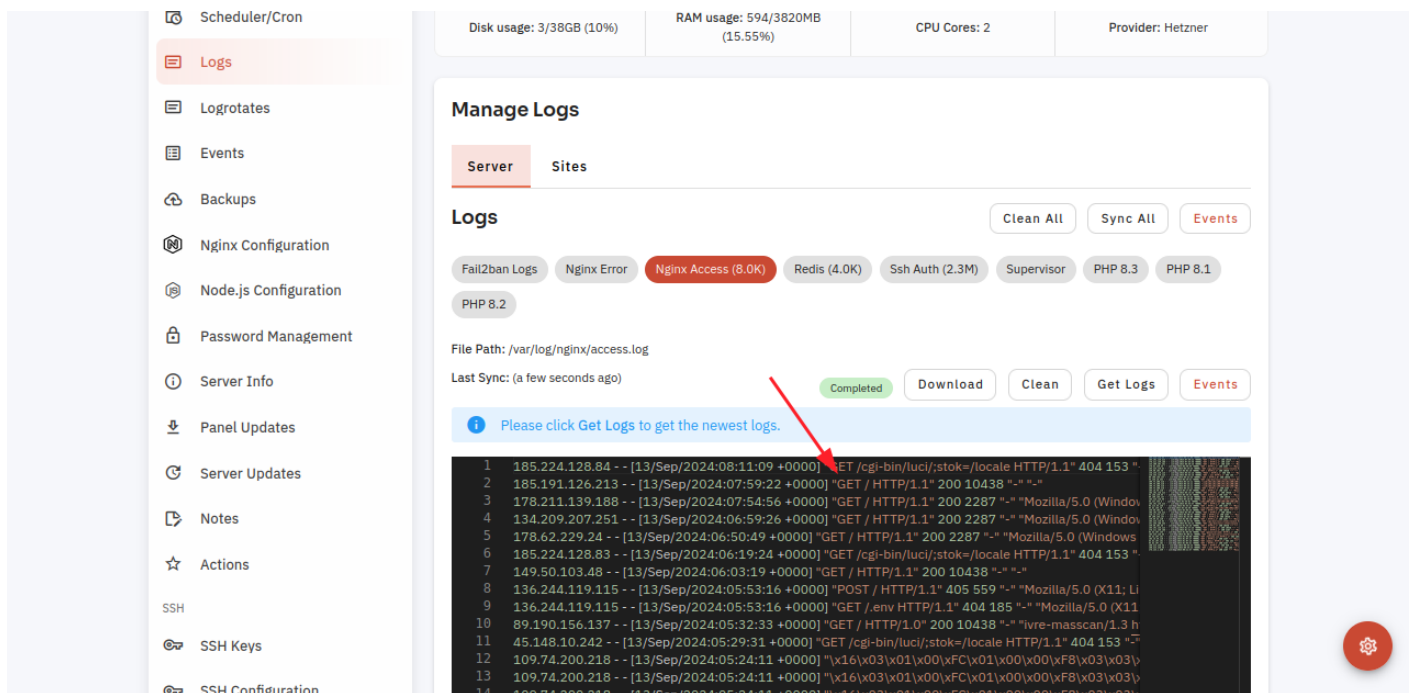 Scheduler/Cron
Logs
Logrotates
Events
Backups
Nginx Configuration
Node.js Configuration
Password Management
Server Info
Panel Updates
Server Updates
Notes
Actions
SSH
SSH Keys
SSH Configuration
Disk usage: 3/38GB (10%)
RAM usage: 594/3820MB
(15.55%)
CPU Cores: 2
Provider: Hetzner
Manage Logs
Server Sites
Logs
Clean All Sync All Events
Fail2ban Logs Nginx Error Nginx Access (8.0K) Redis (4.0K) Ssh Auth (2.3M) Supervisor PHP 8.3 PHP 8.1
PHP 8.2
File Path: /var/log/nginx/access.log
Last Sync: (a few seconds ago)
Completed Download Clean Get Logs Events
Please click Get Logs to get the newest logs.
1 185.224.128.84 - - [13/Sep/2024:08:11:09 +0000] "GET /cgi-bin/luci/;stok=/locale HTTP/1.1" 404 153 "-
2 185.191.126.213 - - [13/Sep/2024:07:59:22 +0000] "GET / HTTP/1.1" 200 10438 "-" "-"
3 178.211.139.188 - - [13/Sep/2024:07:54:56 +0000] "GET / HTTP/1.1" 200 2287 "-" "Mozilla/5.0 (Window
4 134.209.207.251 - - [13/Sep/2024:06:59:26 +0000] "GET / HTTP/1.1" 200 2287 "-" "Mozilla/5.0 (Window
5 178.62.229.24 - - [13/Sep/2024:06:50:49 +0000] "GET / HTTP/1.1" 200 2287 "-" "Mozilla/5.0 (Windows
6 185.224.128.83 - - [13/Sep/2024:06:19:24 +0000] "GET /cgi-bin/luci/;stok=/locale HTTP/1.1" 404 153 "-
7 149.50.103.48 - - [13/Sep/2024:06:03:19 +0000] "GET / HTTP/1.1" 200 10438 "-" "-"
8 136.244.119.115 - - [13/Sep/2024:05:53:16 +0000] "POST / HTTP/1.1" 405 559 "-" "Mozilla/5.0 (X11; Li
9 136.244.119.115 - - [13/Sep/2024:05:53:16 +0000] "GET /.env HTTP/1.1" 404 185 "-" "Mozilla/5.0 (X11
10 89.190.156.137 - - [13/Sep/2024:05:32:33 +0000] "GET / HTTP/1.0" 200 10438 "-" "ivre-masscan/1.3 h
11 45.148.10.242 - - [13/Sep/2024:05:29:31 +0000] "GET /cgi-bin/luci/;stok=/locale HTTP/1.1" 404 153 "-"
12 109.74.200.218 - - [13/Sep/2024:05:24:11 +0000] "\x16\x03\x01\x00\xFC\x01\x00\x00\xF8\x03\x03\
13 109.74.200.218 - - [13/Sep/2024:05:24:11 +0000] "\x16\x03\x01\x00\xFC\x01\x00\x00\xF8\x03\x03\